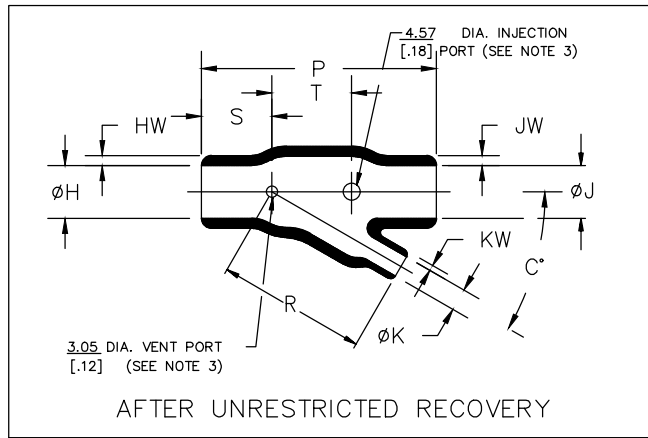 4.57 DIA. INJECTION
[.18] PORT (SEE NOTE 3)
P
T
S
HW
JW
øH
øJ
KW
C°
R
øK
3.05 DIA. VENT PORT
[.12] (SEE NOTE 3)
AFTER UNRESTRICTED RECOVERY